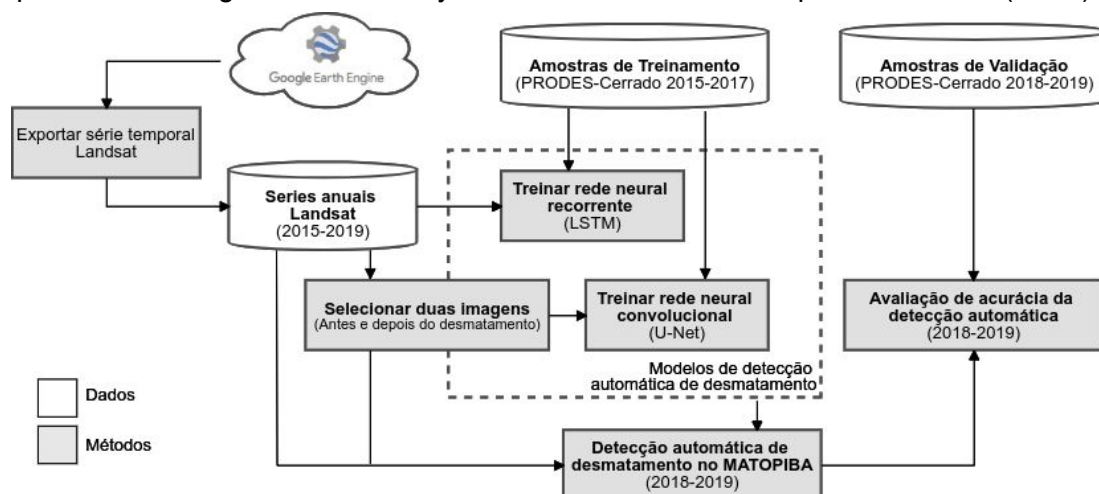 Google Earth Engine
Amostras de Treinamento
(PRODES-Cerrado 2015-2017)
Amostras de Validação
(PRODES-Cerrado 2018-2019)
Exportar série temporal
Landsat
Series anuais
Landsat
(2015-2019)
Treinar rede neural
recorrente
(LSTM)
Selecionar duas imagens
(Antes e depois do desmatamento)
Treinar rede neural
convolucional
(U-Net)
Avaliação de acurácia da
detecção automática
(2018-2019)
Modelos de detecção
automática de desmatamento
Dados
Métodos
Detecção automática de
desmatamento no MATOPIBA
(2018-2019)